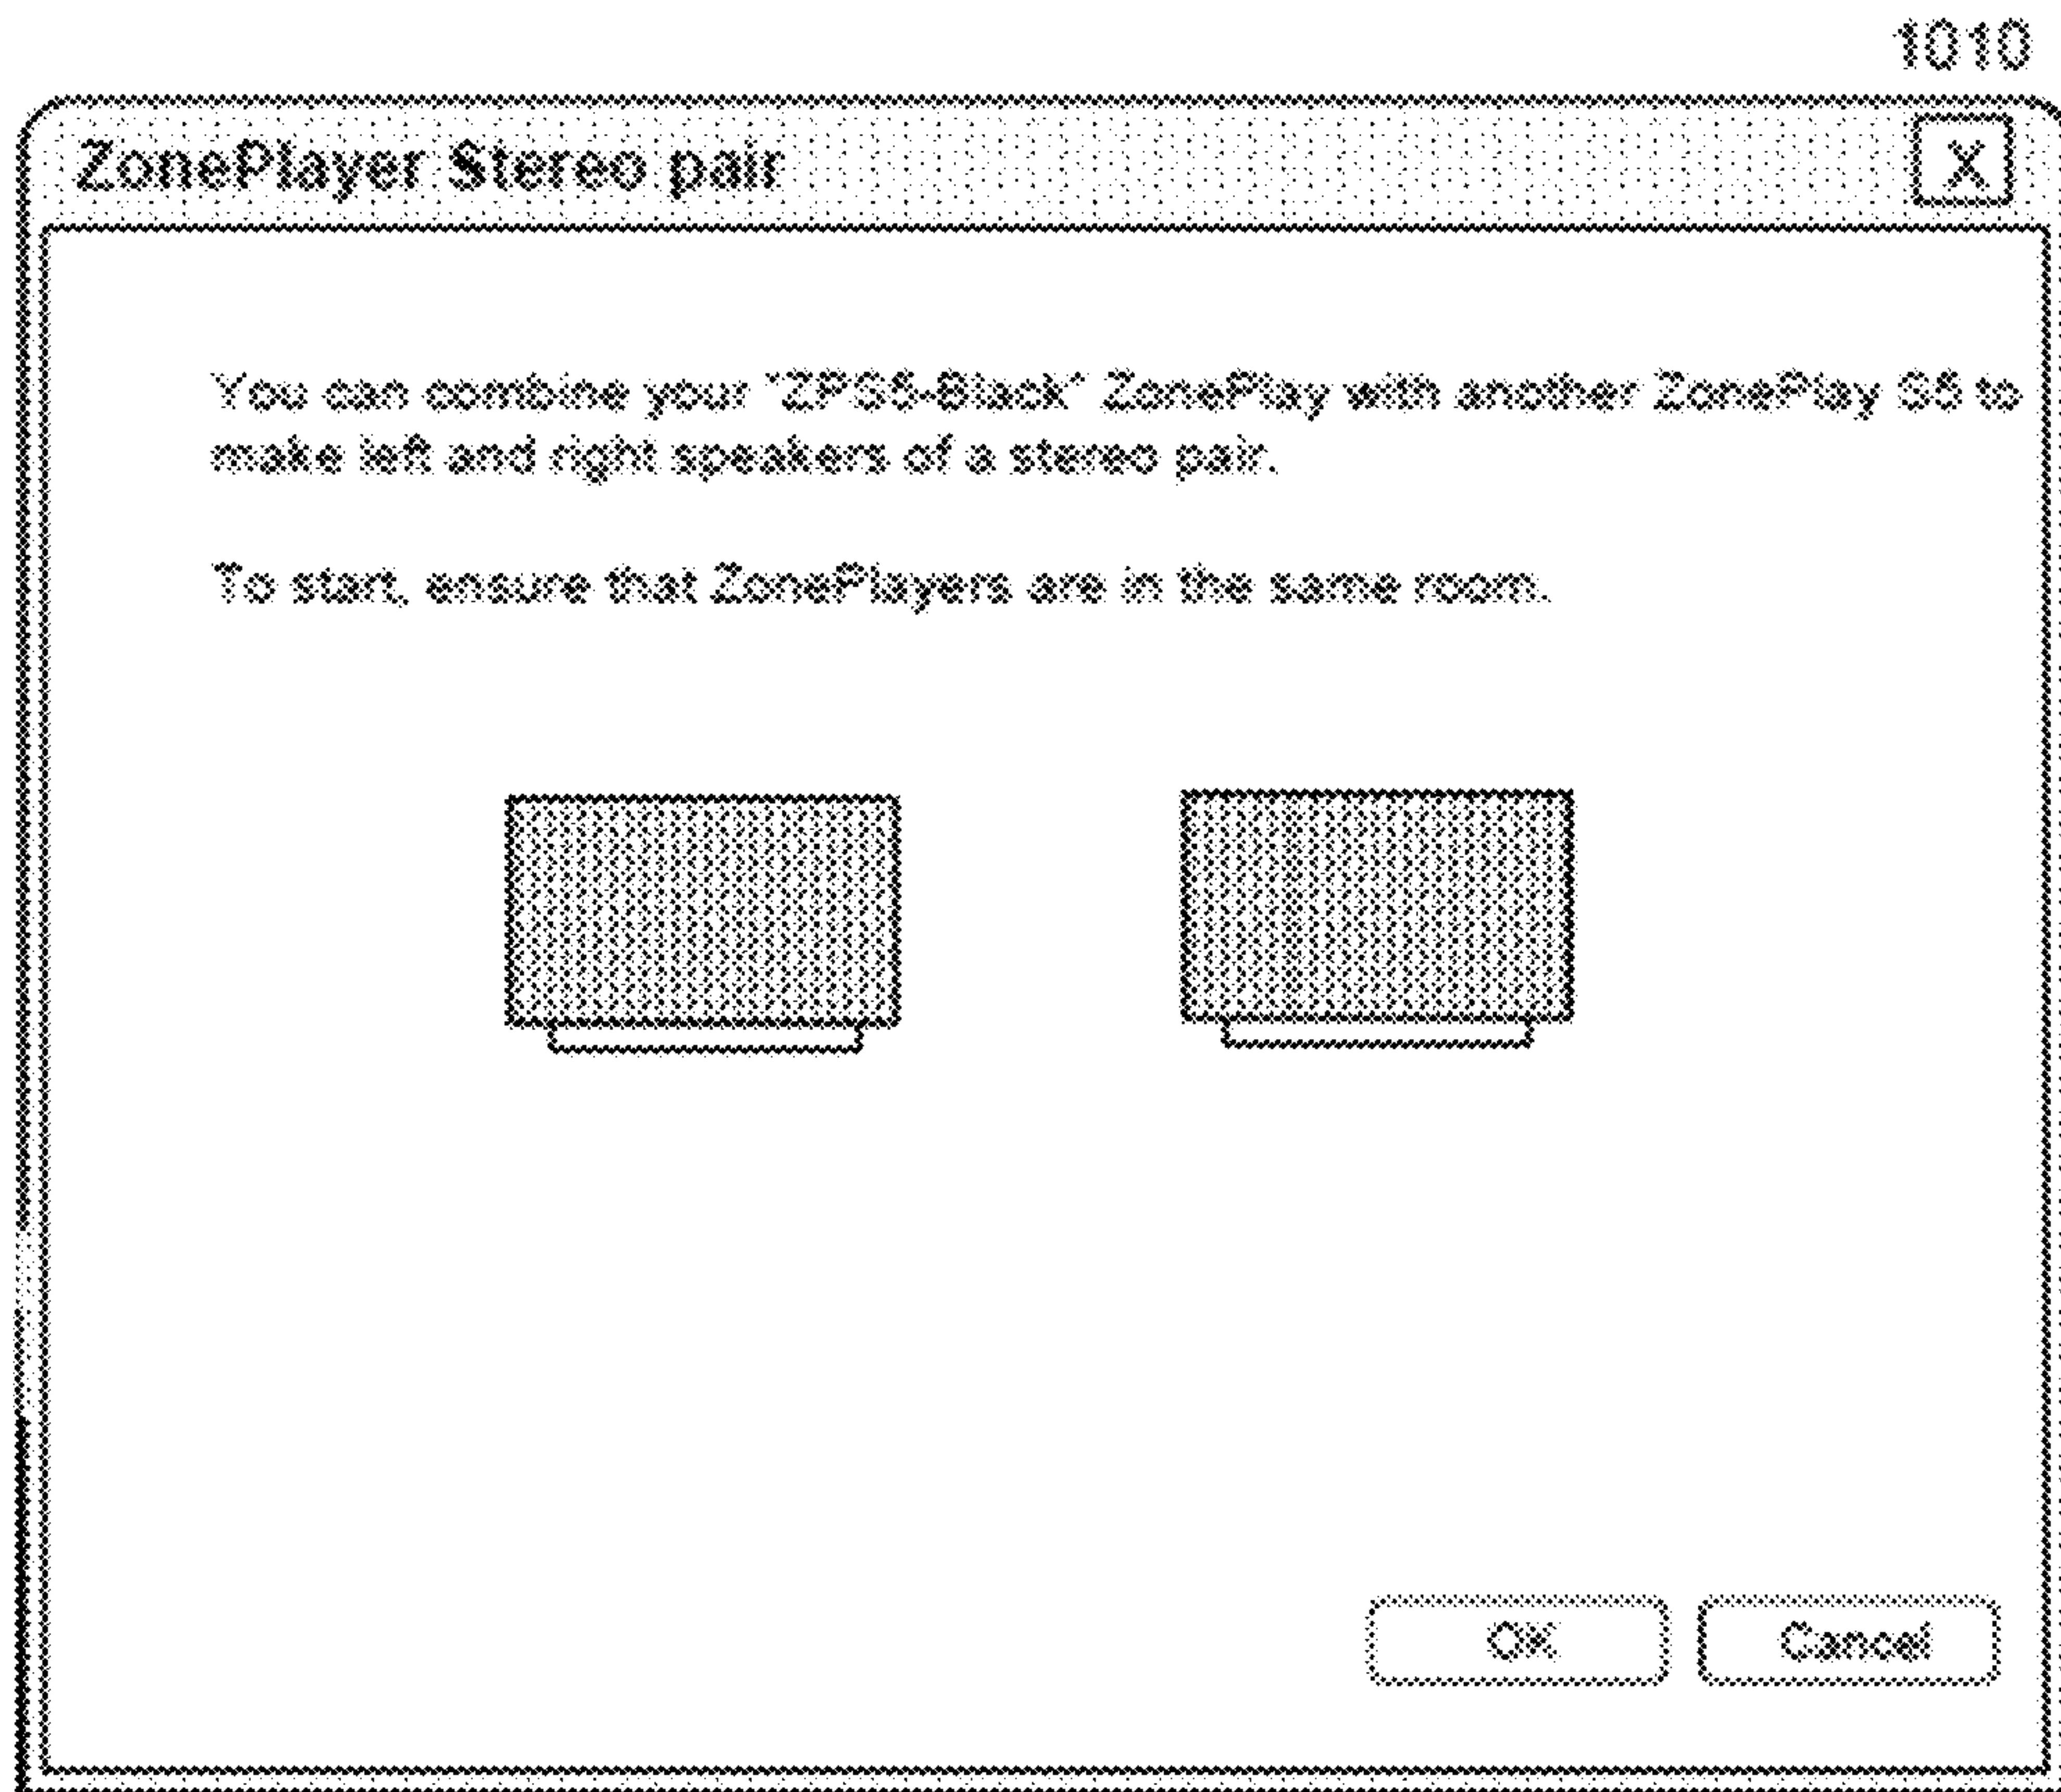 1010
ZonePlayer Stereo pair
X
You can combine your "ZPS5-Black" ZonePlay with another ZonePlay S5 to
make left and right speakers of a stereo pair.
To start, ensure that ZonePlayers are in the same room.
OK
Cancel